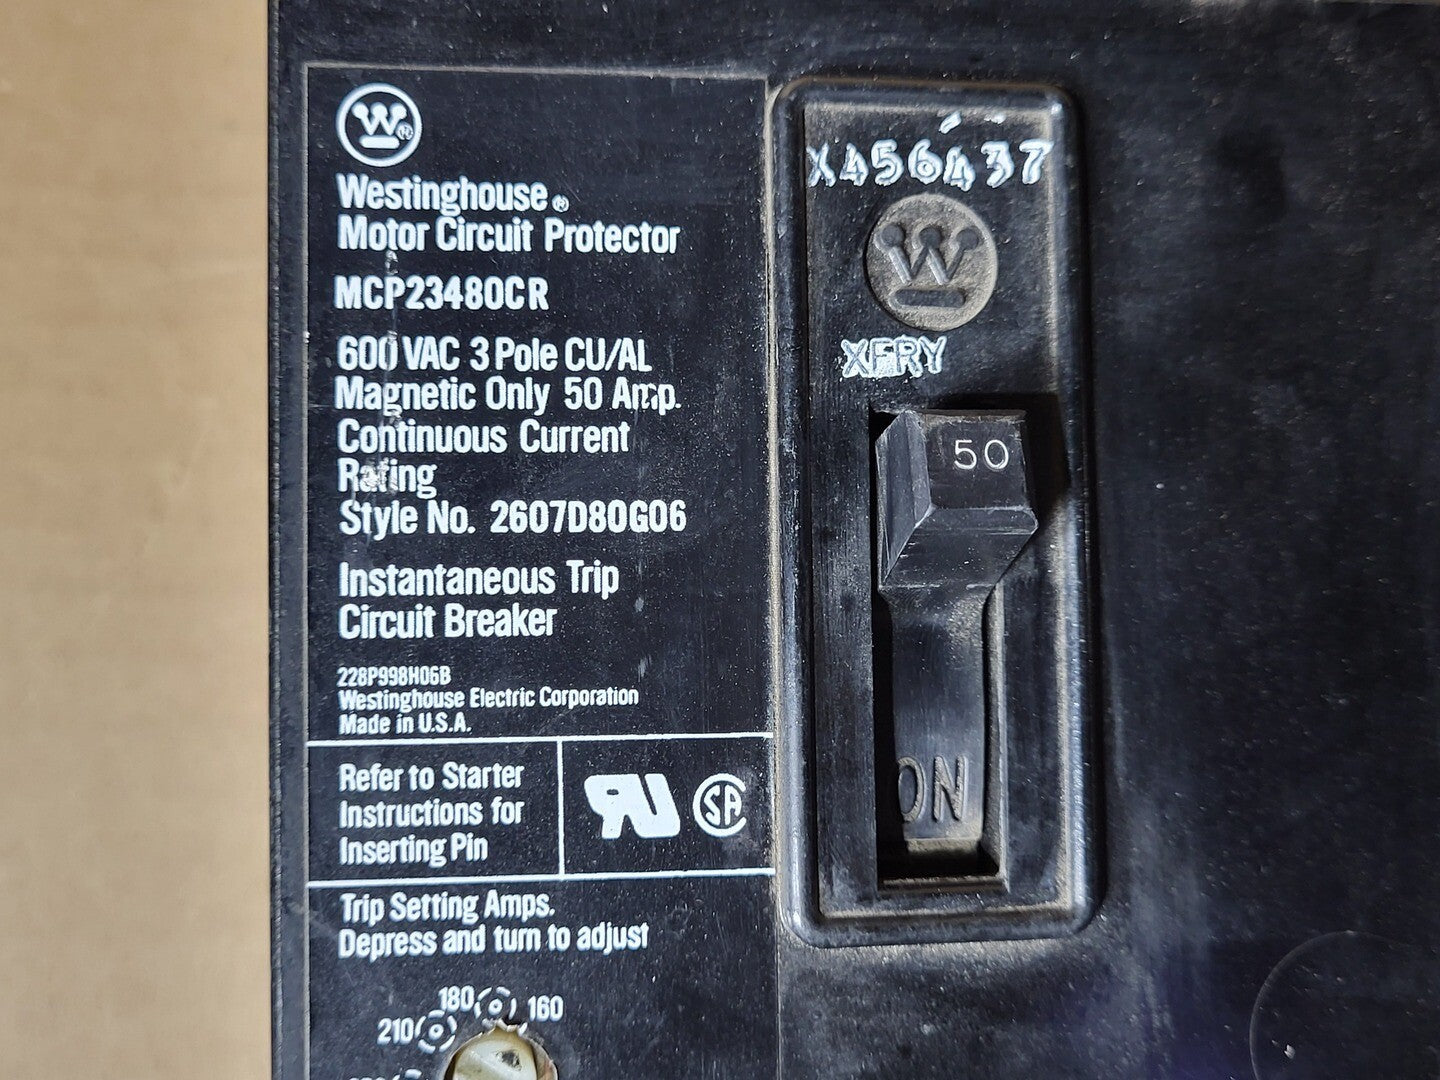 W®
Westinghouse®
Motor Circuit Protector
MCP23480CR
600 VAC 3 Pole CU/AL
Magnetic Only 50 Amp.
Continuous Current
Rating
Style No. 2607D80G06
Instantaneous Trip
Circuit Breaker
228P998H06B
Westinghouse Electric Corporation
Made in U.S.A.
Refer to Starter
Instructions for
Inserting Pin
UR
SA
Trip Setting Amps.
Depress and turn to adjust
180
160
210
X456437
W
XFRY
50
ON